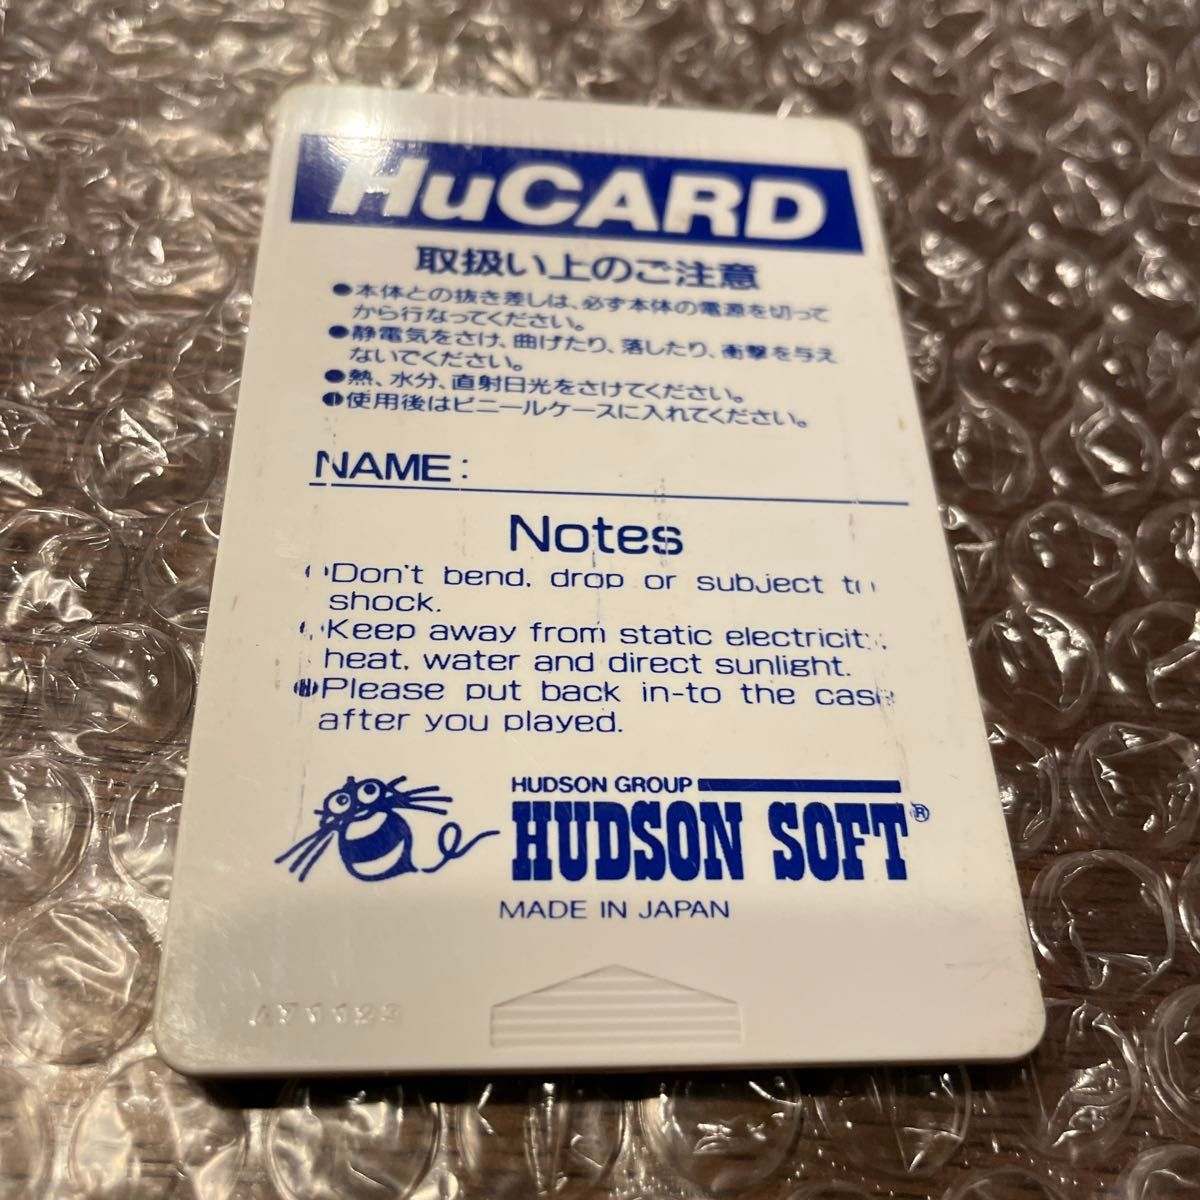 HuCARD
取扱い上のご注意
●本体との抜き差しは、必ず本体の電源を切って
から行なってください。
●静電気をさけ、曲げたり、落したり、衝撃を与え
ないでください。
●熱、水分、直射日光をさけてください。
●使用後はビニールケースに入れてください。
NAME:
Notes
●Don't bend, drop or subject to
shock.
●Keep away from static electricity,
heat, water and direct sunlight.
●Please put back in-to the case
after you played.
HUDSON GROUP
HUDSON SOFT®
MADE IN JAPAN